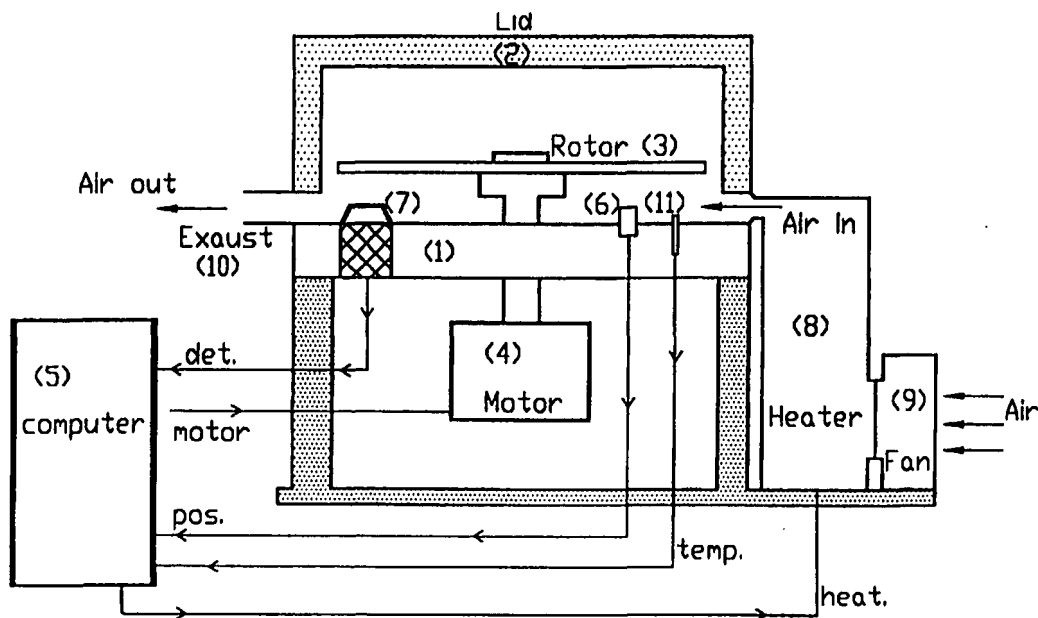 Lid
(2)
Rotor (3)
Air out
(7)
(6)
(11)
Air In
Exaust
(10)
(1)
(8)
(5)
computer
det.
(4)
Motor
motor
Heater
(9)
Air
Fan
pos.
temp.
heat.